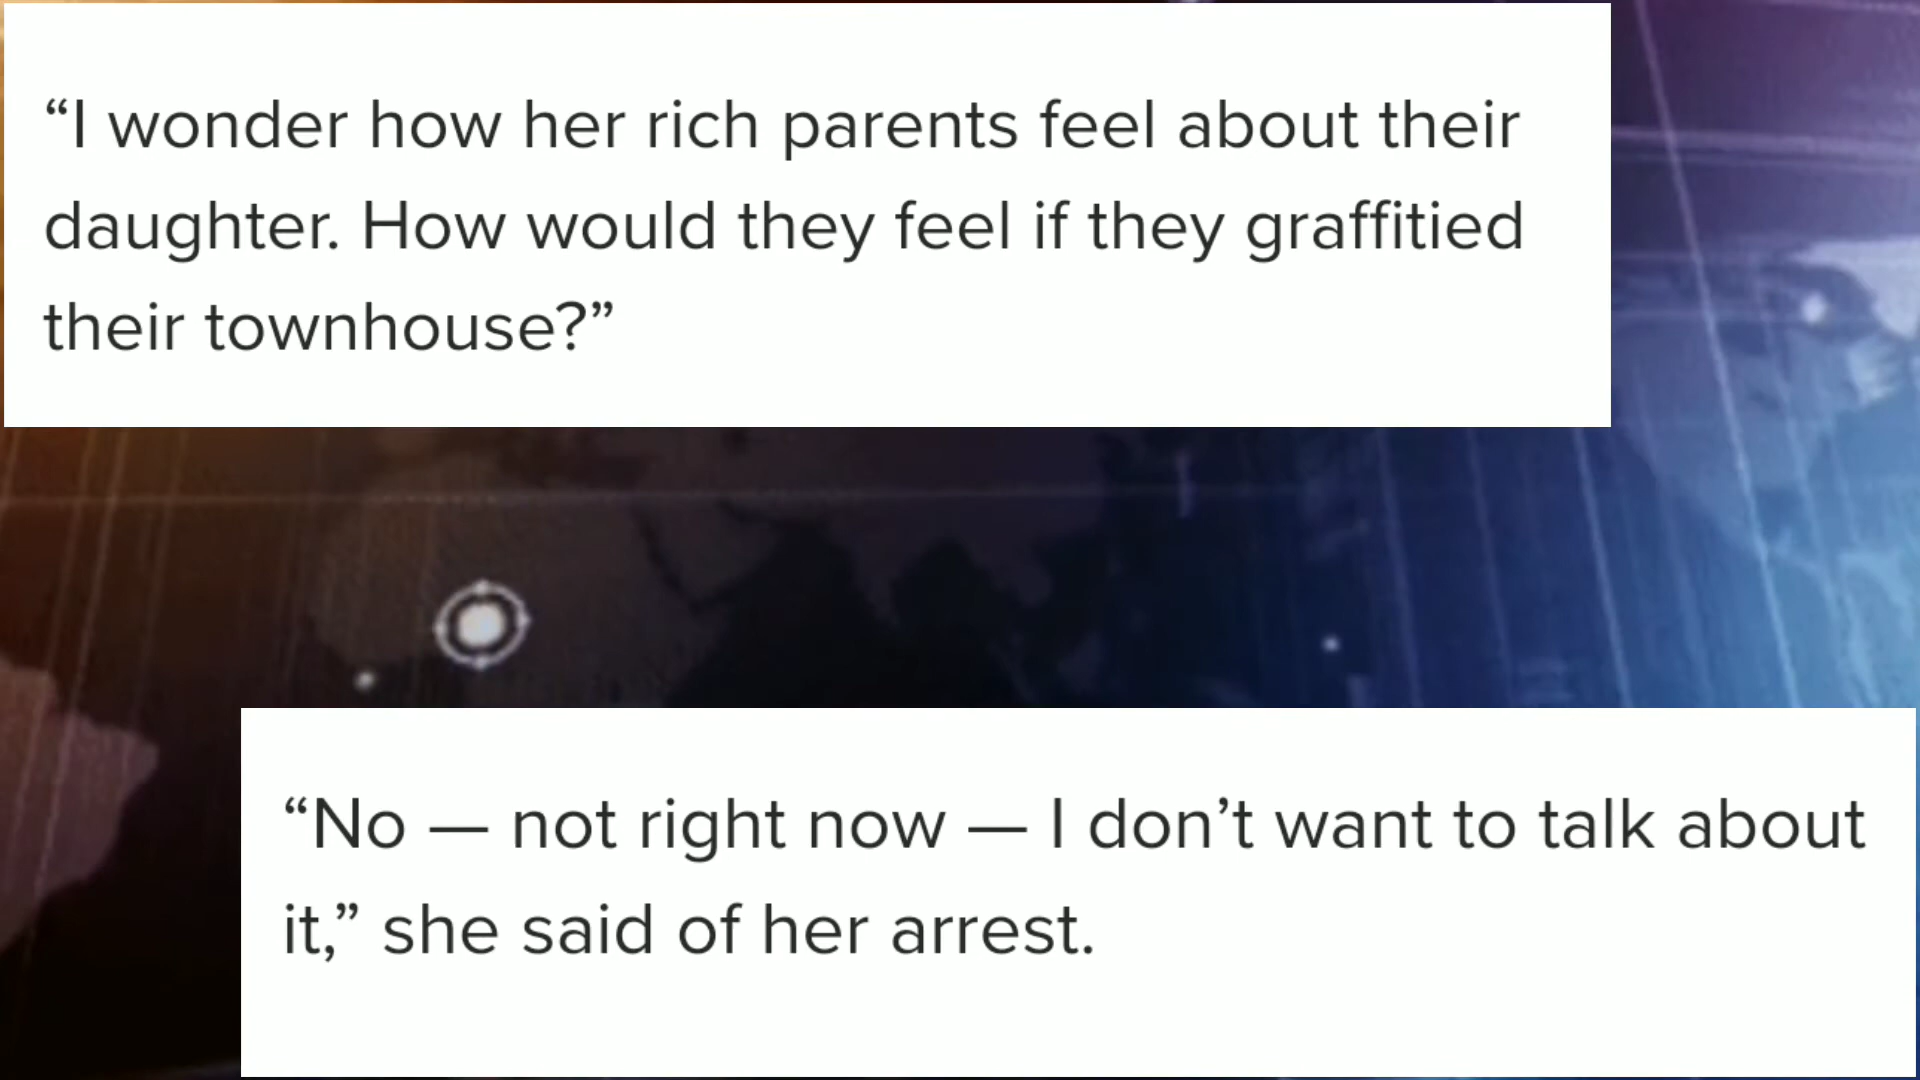 “I wonder how her rich parents feel about their
daughter. How would they feel if they graffitied
their townhouse?”
“No — not right now — I don’t want to talk about
it,” she said of her arrest.